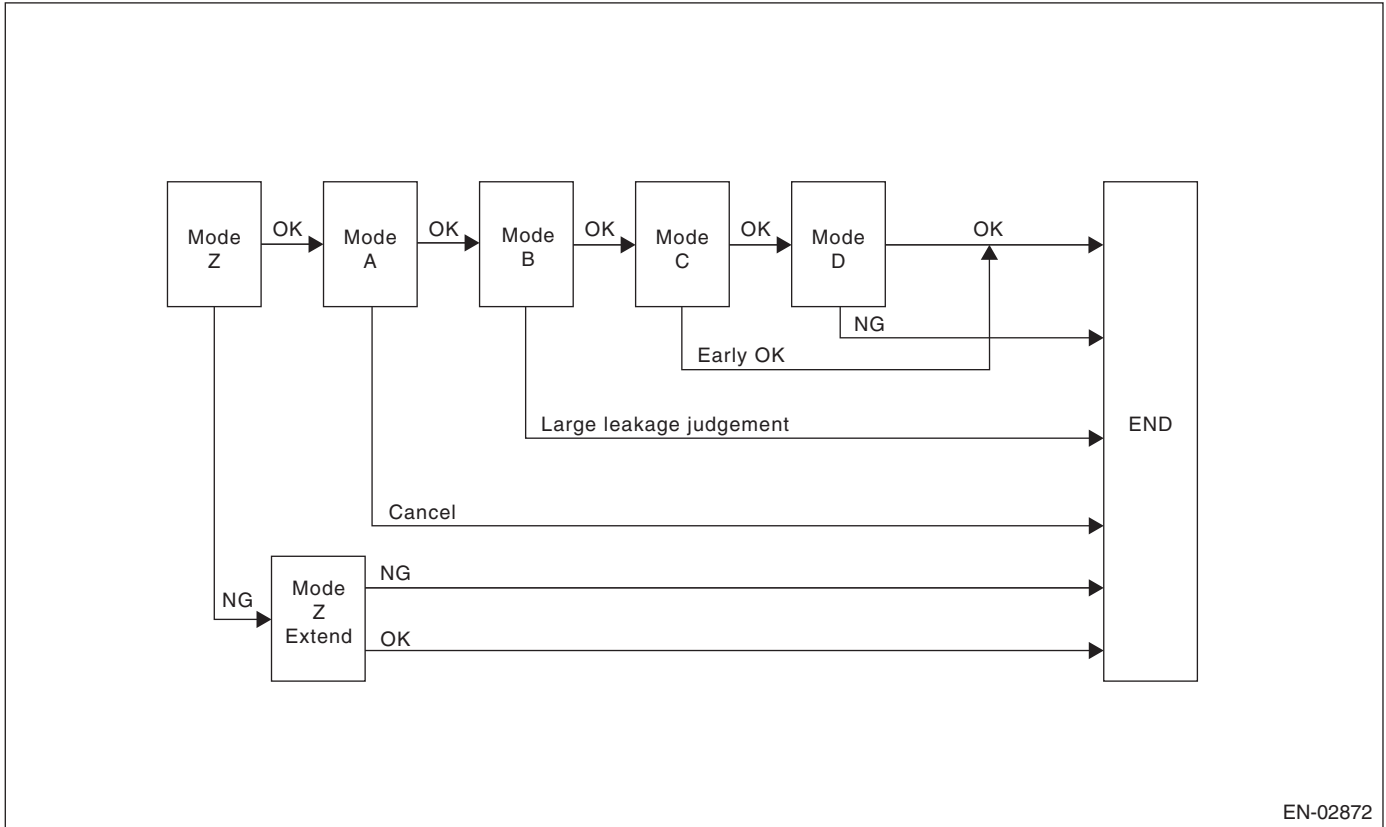 Mode
Z
OK
Mode
A
OK
Mode
B
OK
Mode
C
OK
Mode
D
OK
NG
Early OK
Large leakage judgement
END
Cancel
NG
Mode
Z
Extend
NG
OK
EN-02872